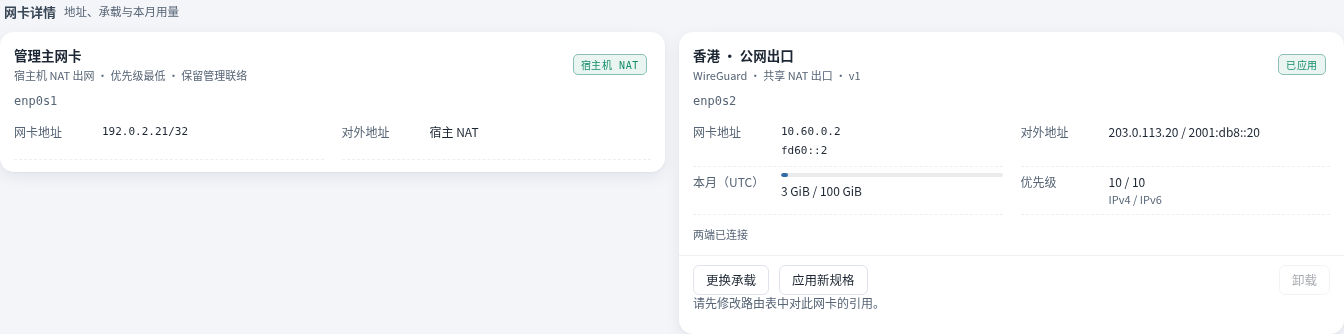 网卡详情 地址、承载与本月用量
管理主网卡
宿主机 NAT
宿主机 NAT 出网 · 优先级最低 · 保留管理联络
enp0s1
网卡地址 192.0.2.21/32 对外地址 宿主 NAT
香港 · 公网出口
已应用
WireGuard · 共享 NAT 出口 · v1
enp0s2
网卡地址 10.60.0.2 对外地址 203.0.113.20 / 2001:db8::20
fd60::2
本月（UTC） 3 GiB / 100 GiB 优先级 10 / 10
IPv4 / IPv6
两端已连接
更换承载 应用新规格 卸载
请先修改路由表中对此网卡的引用。